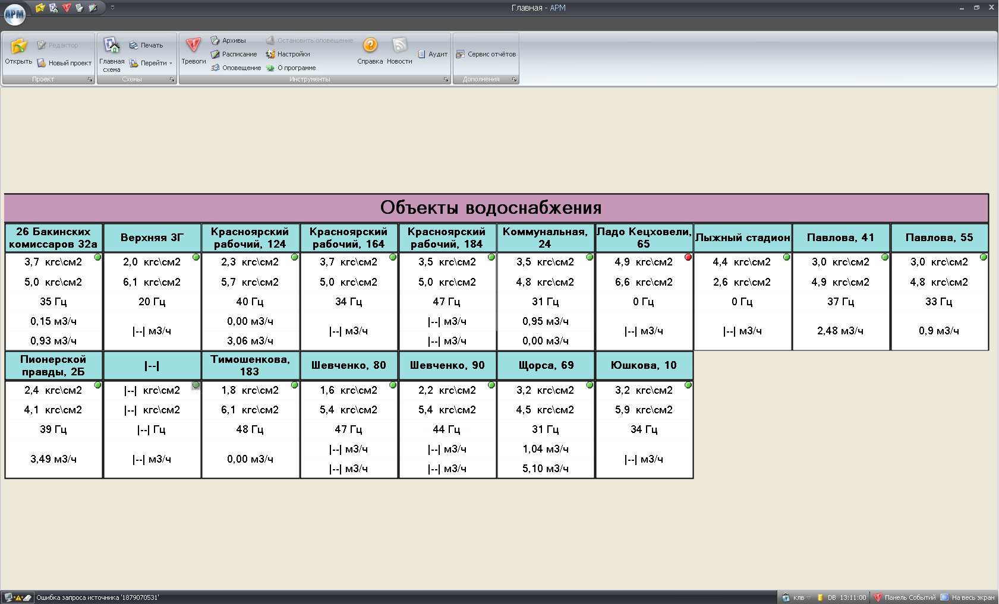 Главная - АРМ
АРМ
Открыть
Редактор
Новый проект
Проект
Главная
схема
Печать
Перейти
Схемы
Тревоги
Архивы
Расписание
Оповещение
Остановить оповещение
Настройки
О программе
Справка
Новости
Аудит
Инструменты
Сервис отчётов
Дополнения
Объекты водоснабжения
26 Бакинских
комиссаров 32а
Верхняя 3Г
Красноярский
рабочий, 124
Красноярский
рабочий, 164
Красноярский
рабочий, 184
Коммунальная,
24
Ладо Кецховели,
65
Лыжный стадион
Павлова, 41
Павлова, 55
3,7 кгс\см2 2,0 кгс\см2 2,3 кгс\см2 3,7 кгс\см2 3,5 кгс\см2 3,5 кгс\см2 4,9 кгс\см2 4,4 кгс\см2 3,0 кгс\см2 3,0 кгс\см2
5,0 кгс\см2 6,1 кгс\см2 5,7 кгс\см2 5,0 кгс\см2 5,0 кгс\см2 4,8 кгс\см2 6,6 кгс\см2 2,6 кгс\см2 4,9 кгс\см2 4,8 кгс\см2
35 Гц 20 Гц 40 Гц 34 Гц 47 Гц 31 Гц 0 Гц 0 Гц 37 Гц 33 Гц
0,15 м3/ч 0,00 м3/ч |--| м3/ч 0,95 м3/ч
|--| м3/ч |--| м3/ч |--| м3/ч |--| м3/ч 2,48 м3/ч 0,9 м3/ч
0,93 м3/ч 3,06 м3/ч |--| м3/ч 0,00 м3/ч
Пионерской
правды, 2Б
|--|
Тимошенкова,
183
Шевченко, 80
Шевченко, 90
Щорса, 69
Юшкова, 10
2,4 кгс\см2 |--| кгс\см2 1,8 кгс\см2 1,6 кгс\см2 2,2 кгс\см2 3,2 кгс\см2 3,2 кгс\см2
4,1 кгс\см2 |--| кгс\см2 6,1 кгс\см2 5,4 кгс\см2 5,4 кгс\см2 4,5 кгс\см2 5,9 кгс\см2
39 Гц |--| Гц 48 Гц 47 Гц 44 Гц 31 Гц 34 Гц
|--| м3/ч |--| м3/ч 1,04 м3/ч
3,49 м3/ч |--| м3/ч 0,00 м3/ч |--| м3/ч
|--| м3/ч |--| м3/ч 5,10 м3/ч
Ошибка запроса источника '1879070531'
клв DB 13:11:00 Панель Событий На весь экран